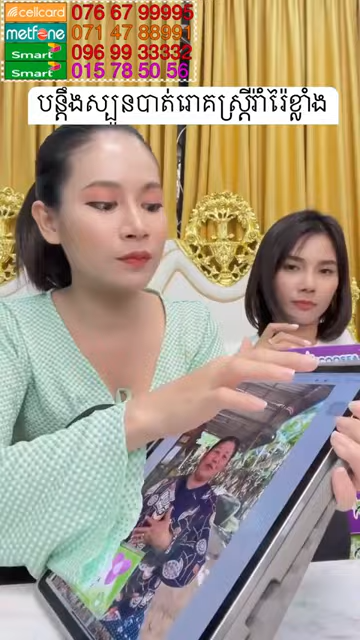 cellcard 076 67 99995
metfone 071 47 88991
Smart 096 99 33332
Smart 015 78 50 56
បន្តឹងស្បូនបាត់រោគស្ត្រីរ៉ាំរ៉ៃខ្លាំង